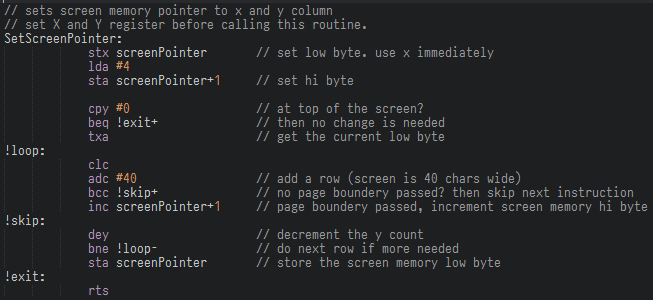 // sets screen memory pointer to x and y column
// set X and Y register before calling this routine.
SetScreenPointer:
stx screenPointer // set low byte. use x immediately
lda #4
sta screenPointer+1 // set hi byte
cpy #0 // at top of the screen?
beq !exit+ // then no change is needed
txa // get the current low byte
!loop:
clc
adc #40 // add a row (screen is 40 chars wide)
bcc !skip+ // no page boundery passed? then skip next instruction
inc screenPointer+1 // page boundery passed, increment screen memory hi byte
!skip:
dey // decrement the y count
bne !loop- // do next row if more needed
sta screenPointer // store the screen memory low byte
!exit:
rts